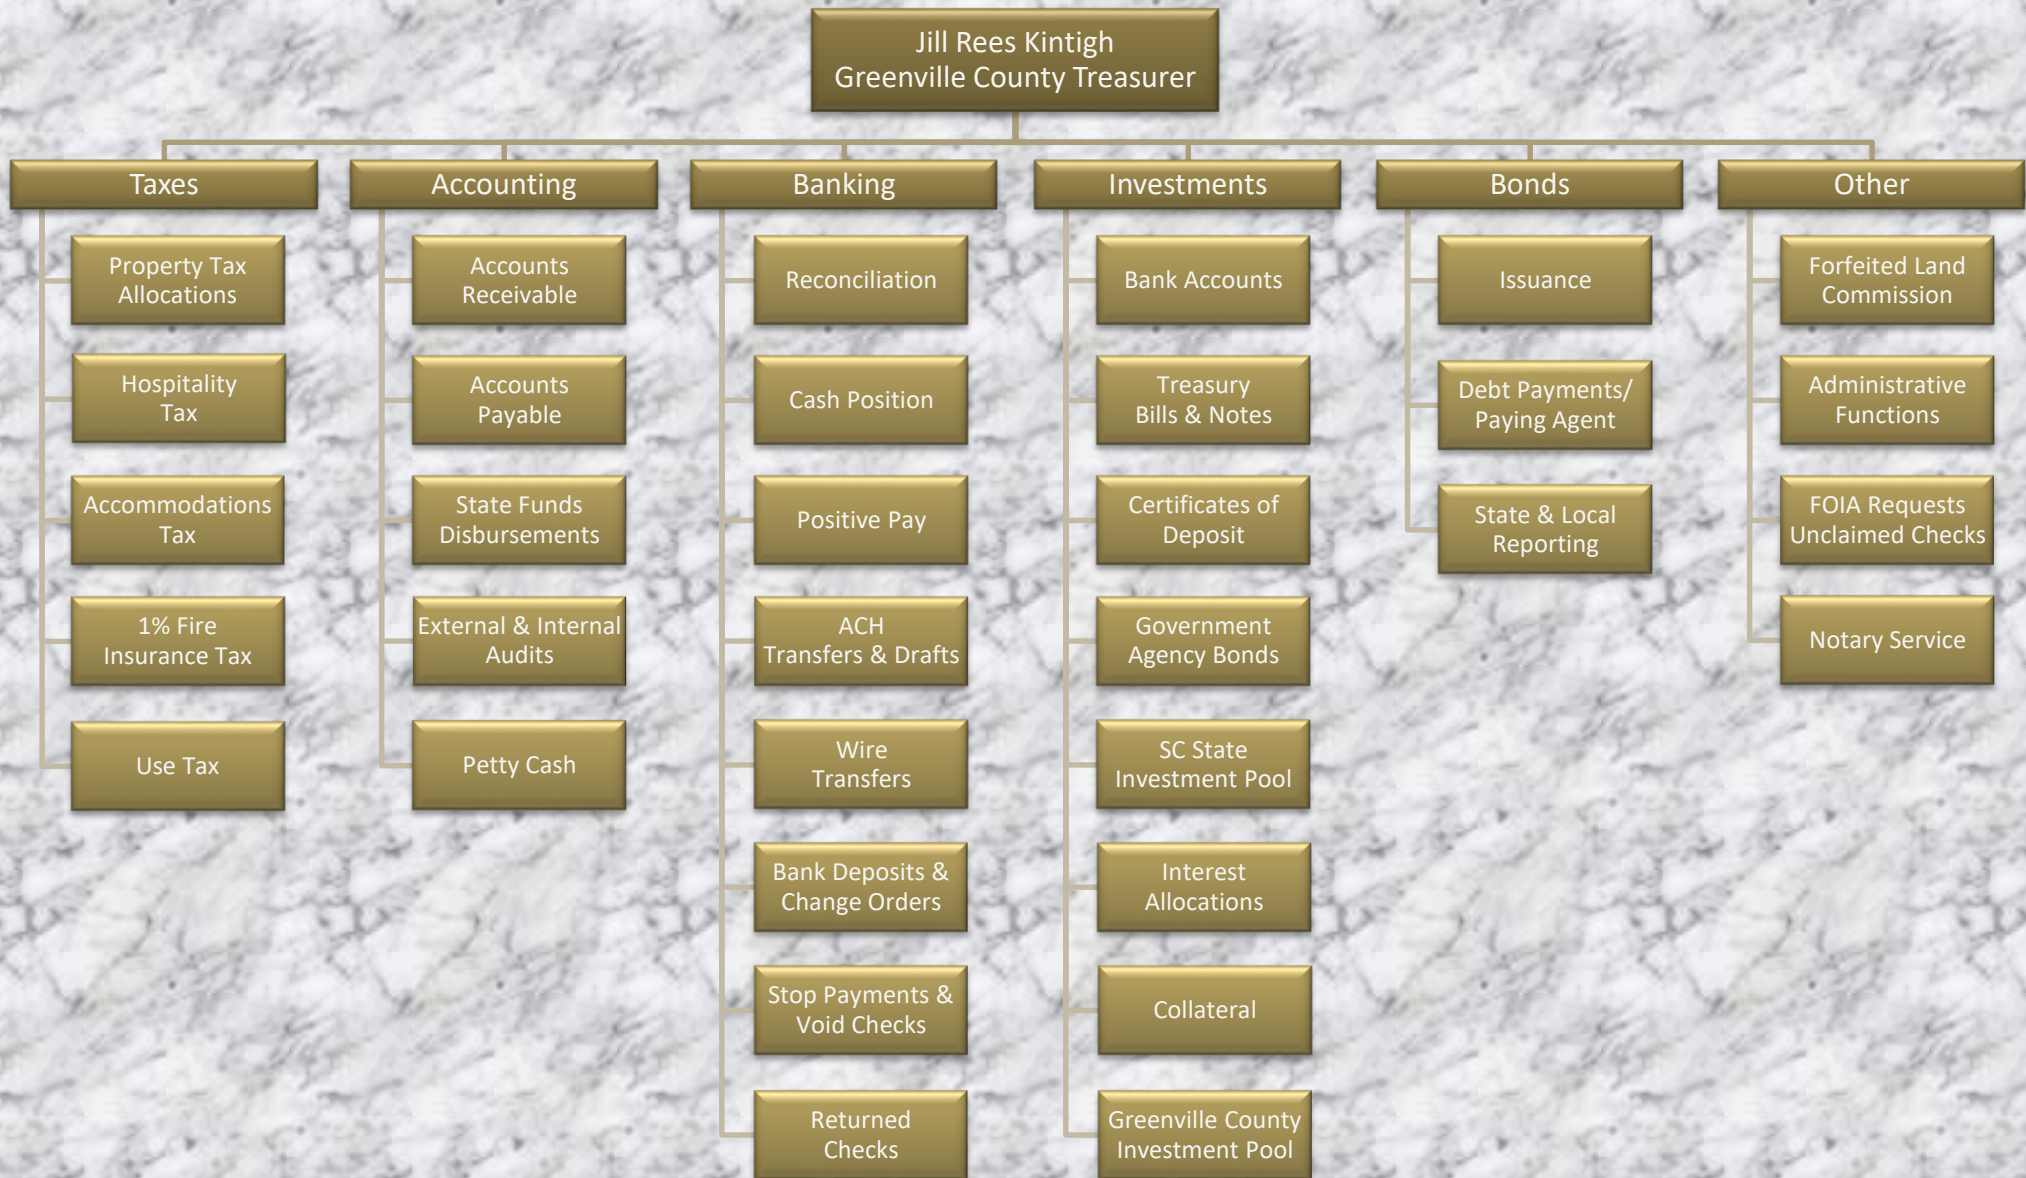 Jill Rees Kintigh
Greenville County Treasurer
Taxes
Property Tax
Allocations
Hospitality
Tax
Accommodations
Tax
1% Fire
Insurance Tax
Use Tax
Accounting
Accounts
Receivable
Accounts
Payable
State Funds
Disbursements
External & Internal
Audits
Petty Cash
Banking
Reconciliation
Cash Position
Positive Pay
ACH
Transfers & Drafts
Wire
Transfers
Bank Deposits &
Change Orders
Stop Payments &
Void Checks
Returned
Checks
Investments
Bank Accounts
Treasury
Bills & Notes
Certificates of
Deposit
Government
Agency Bonds
SC State
Investment Pool
Interest
Allocations
Collateral
Greenville County
Investment Pool
Bonds
Issuance
Debt Payments/
Paying Agent
State & Local
Reporting
Other
Forfeited Land
Commission
Administrative
Functions
FOIA Requests
Unclaimed Checks
Notary Service